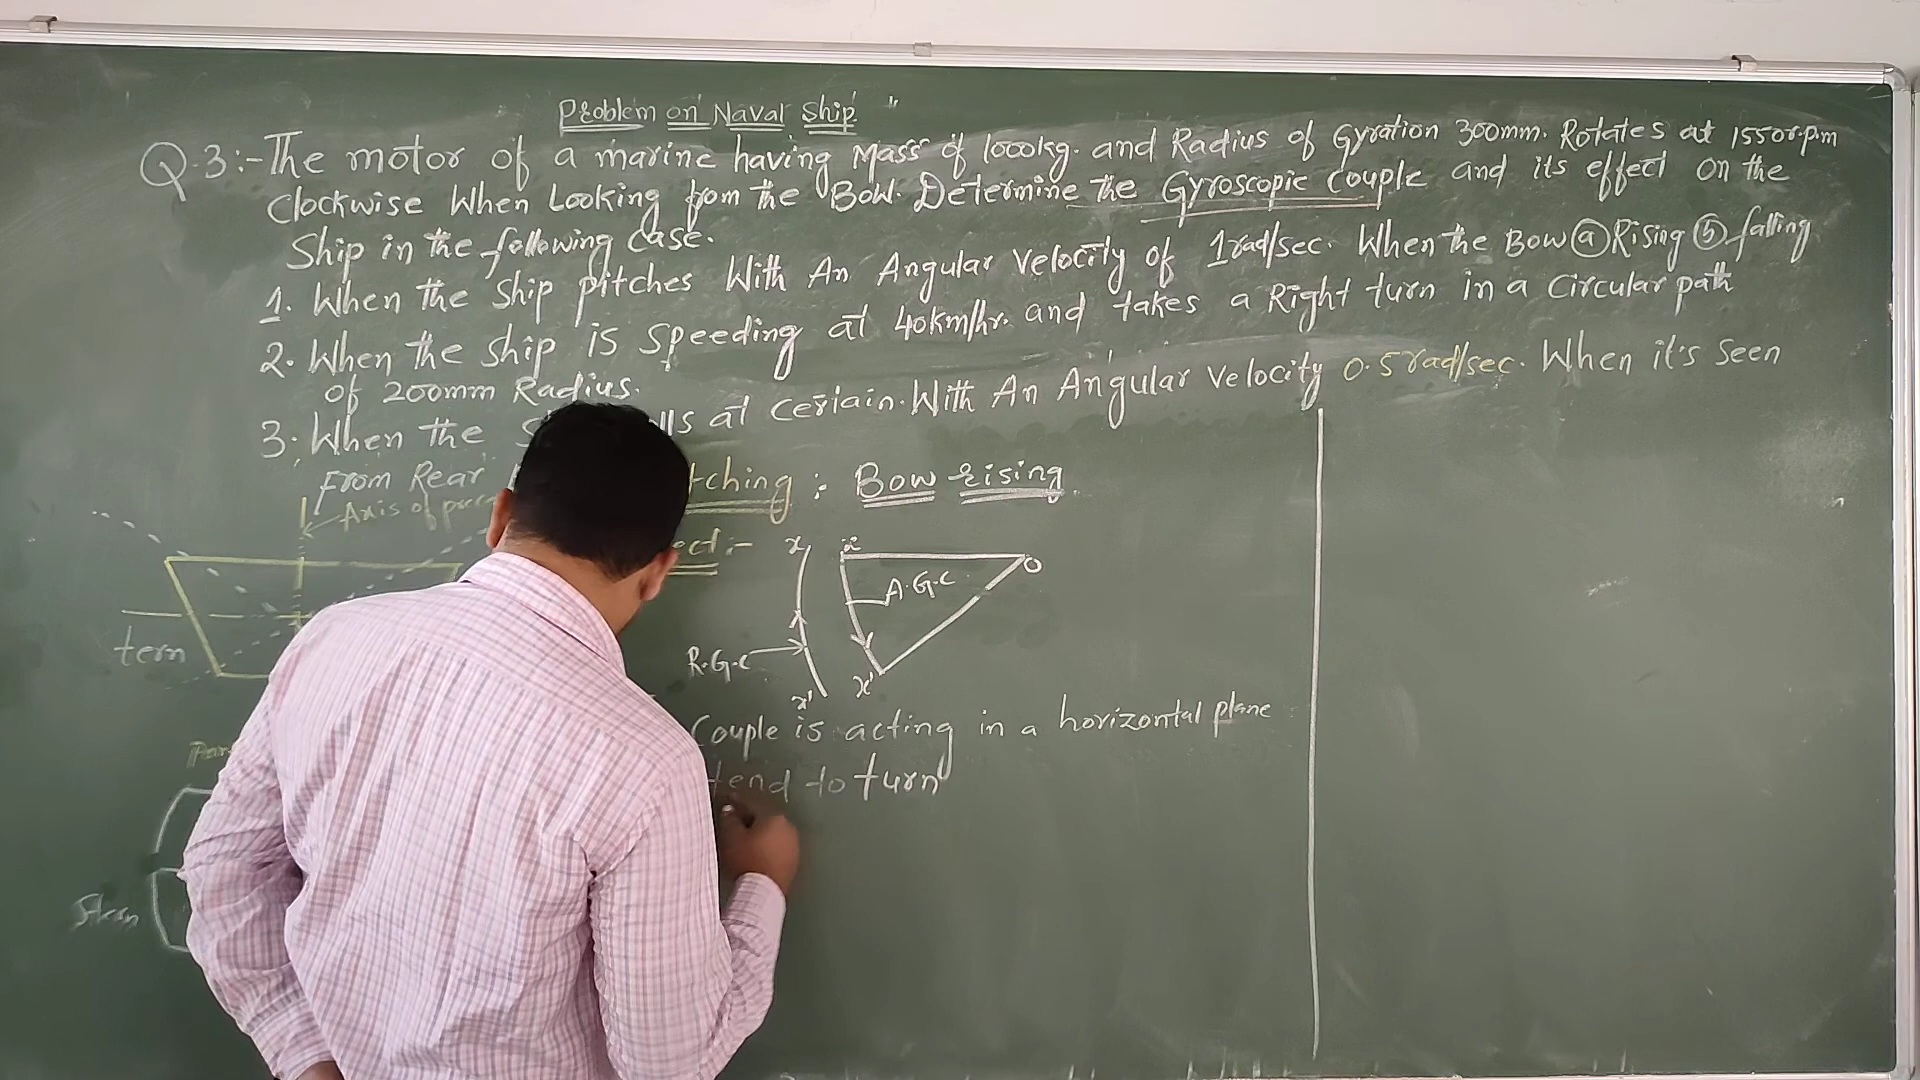 Problem on Naval Ship "
Q.3:- The motor of a marine having Mass of 1000kg. and Radius of Gyration 300mm. Rotates at 1550r.p.m
Clockwise When Looking from the Bow. Determine the Gyroscopic Couple and its effect on the
Ship in the following Case.
1. When the Ship pitches With An Angular Velocity of 1rad/sec. When the Bow ⓐ Rising ⓑ falling
2. When the Ship is Speeding at 40km/hr. and takes a Right turn in a Circular path
of 200mm Radius.
3. When the at With An Angular Velocity 0.5rad/sec. When it's Seen
From Rear
tching :- Bow rising
Axis of
ect :-
x
x
O
A.G.C
R.G.C
x'
x'
tern
Couple is acting in a horizontal plane
tend to turn
Stern